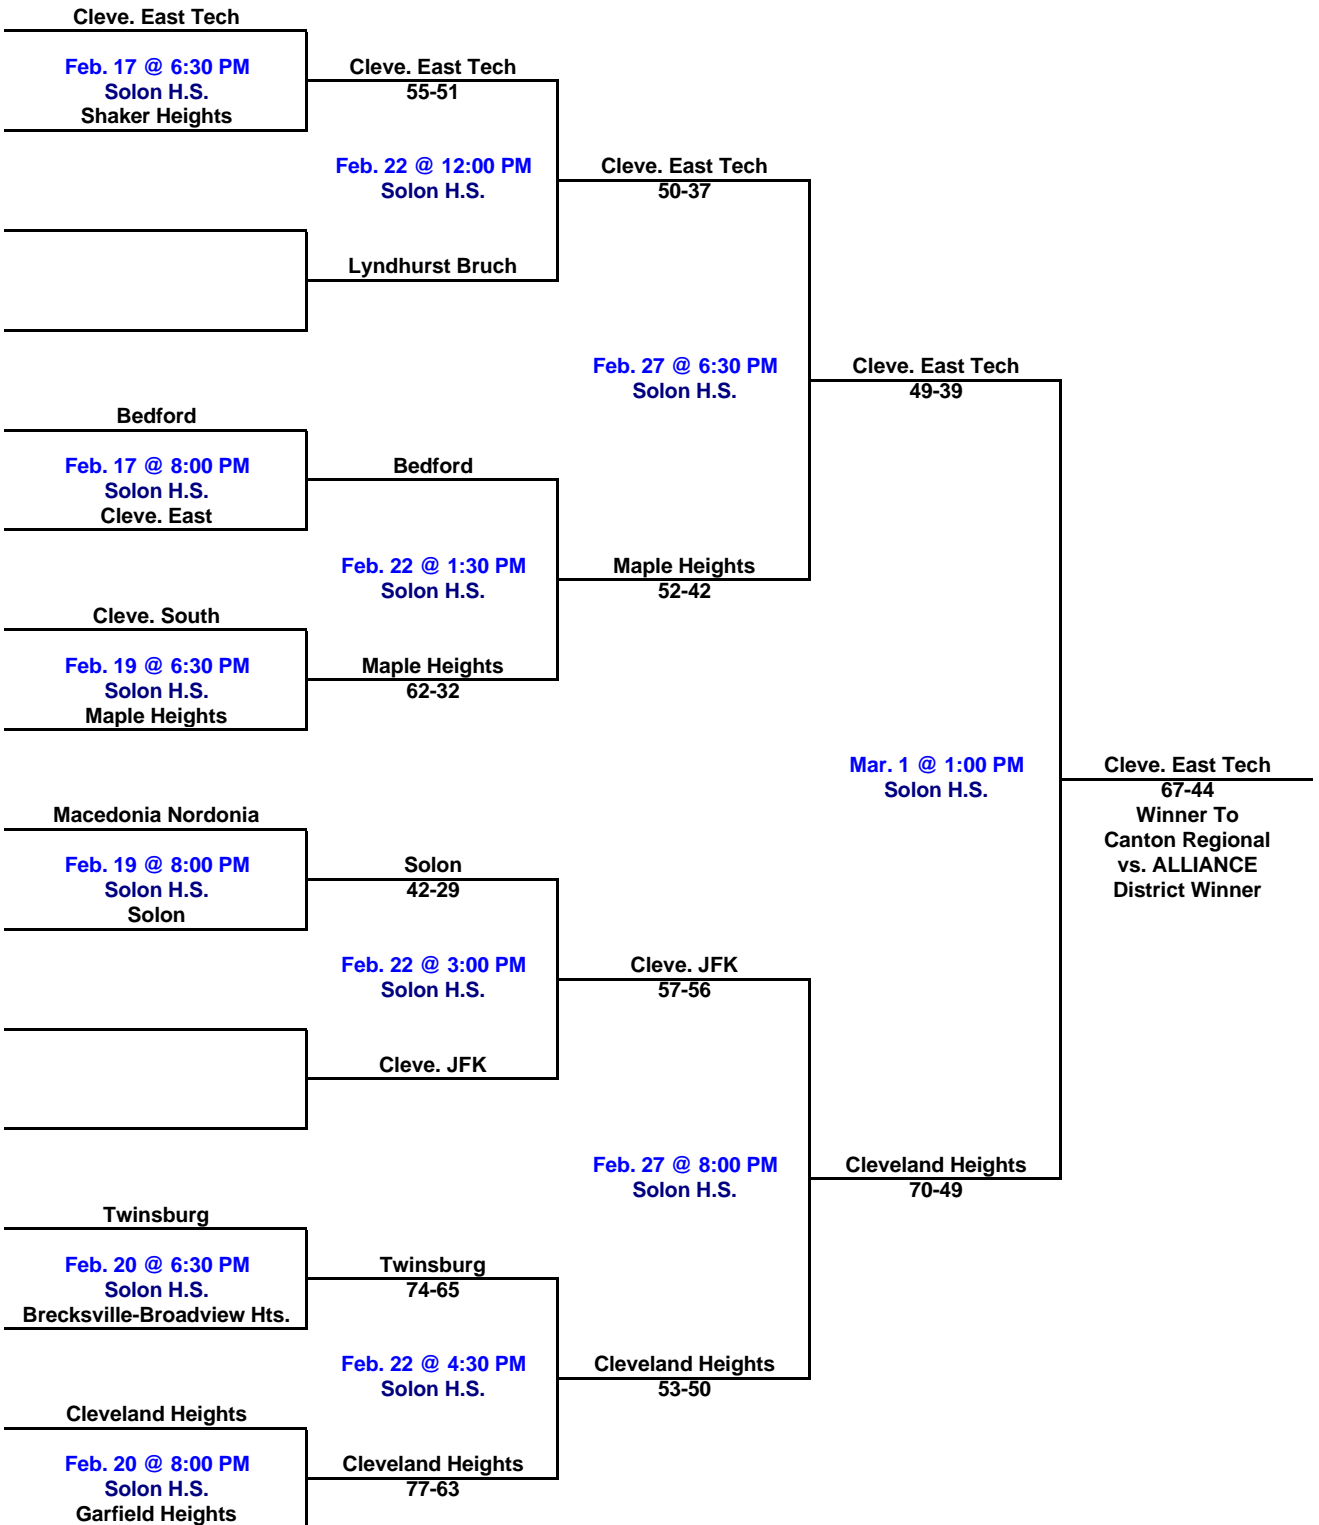 Cleve. East Tech
Feb. 17 @ 6:30 PM
Solon H.S.
Shaker Heights
Cleve. East Tech
55-51
Feb. 22 @ 12:00 PM
Solon H.S.
Lyndhurst Bruch
Cleve. East Tech
50-37
Feb. 27 @ 6:30 PM
Solon H.S.
Cleve. East Tech
49-39
Bedford
Feb. 17 @ 8:00 PM
Solon H.S.
Cleve. East
Bedford
Feb. 22 @ 1:30 PM
Solon H.S.
Maple Heights
52-42
Cleve. South
Feb. 19 @ 6:30 PM
Solon H.S.
Maple Heights
Maple Heights
62-32
Mar. 1 @ 1:00 PM
Solon H.S.
Cleve. East Tech
67-44
Winner To
Canton Regional
vs. ALLIANCE
District Winner
Macedonia Nordonia
Feb. 19 @ 8:00 PM
Solon H.S.
Solon
Solon
42-29
Feb. 22 @ 3:00 PM
Solon H.S.
Cleve. JFK
Cleve. JFK
57-56
Feb. 27 @ 8:00 PM
Solon H.S.
Cleveland Heights
70-49
Twinsburg
Feb. 20 @ 6:30 PM
Solon H.S.
Brecksville-Broadview Hts.
Twinsburg
74-65
Feb. 22 @ 4:30 PM
Solon H.S.
Cleveland Heights
53-50
Cleveland Heights
Feb. 20 @ 8:00 PM
Solon H.S.
Garfield Heights
Cleveland Heights
77-63